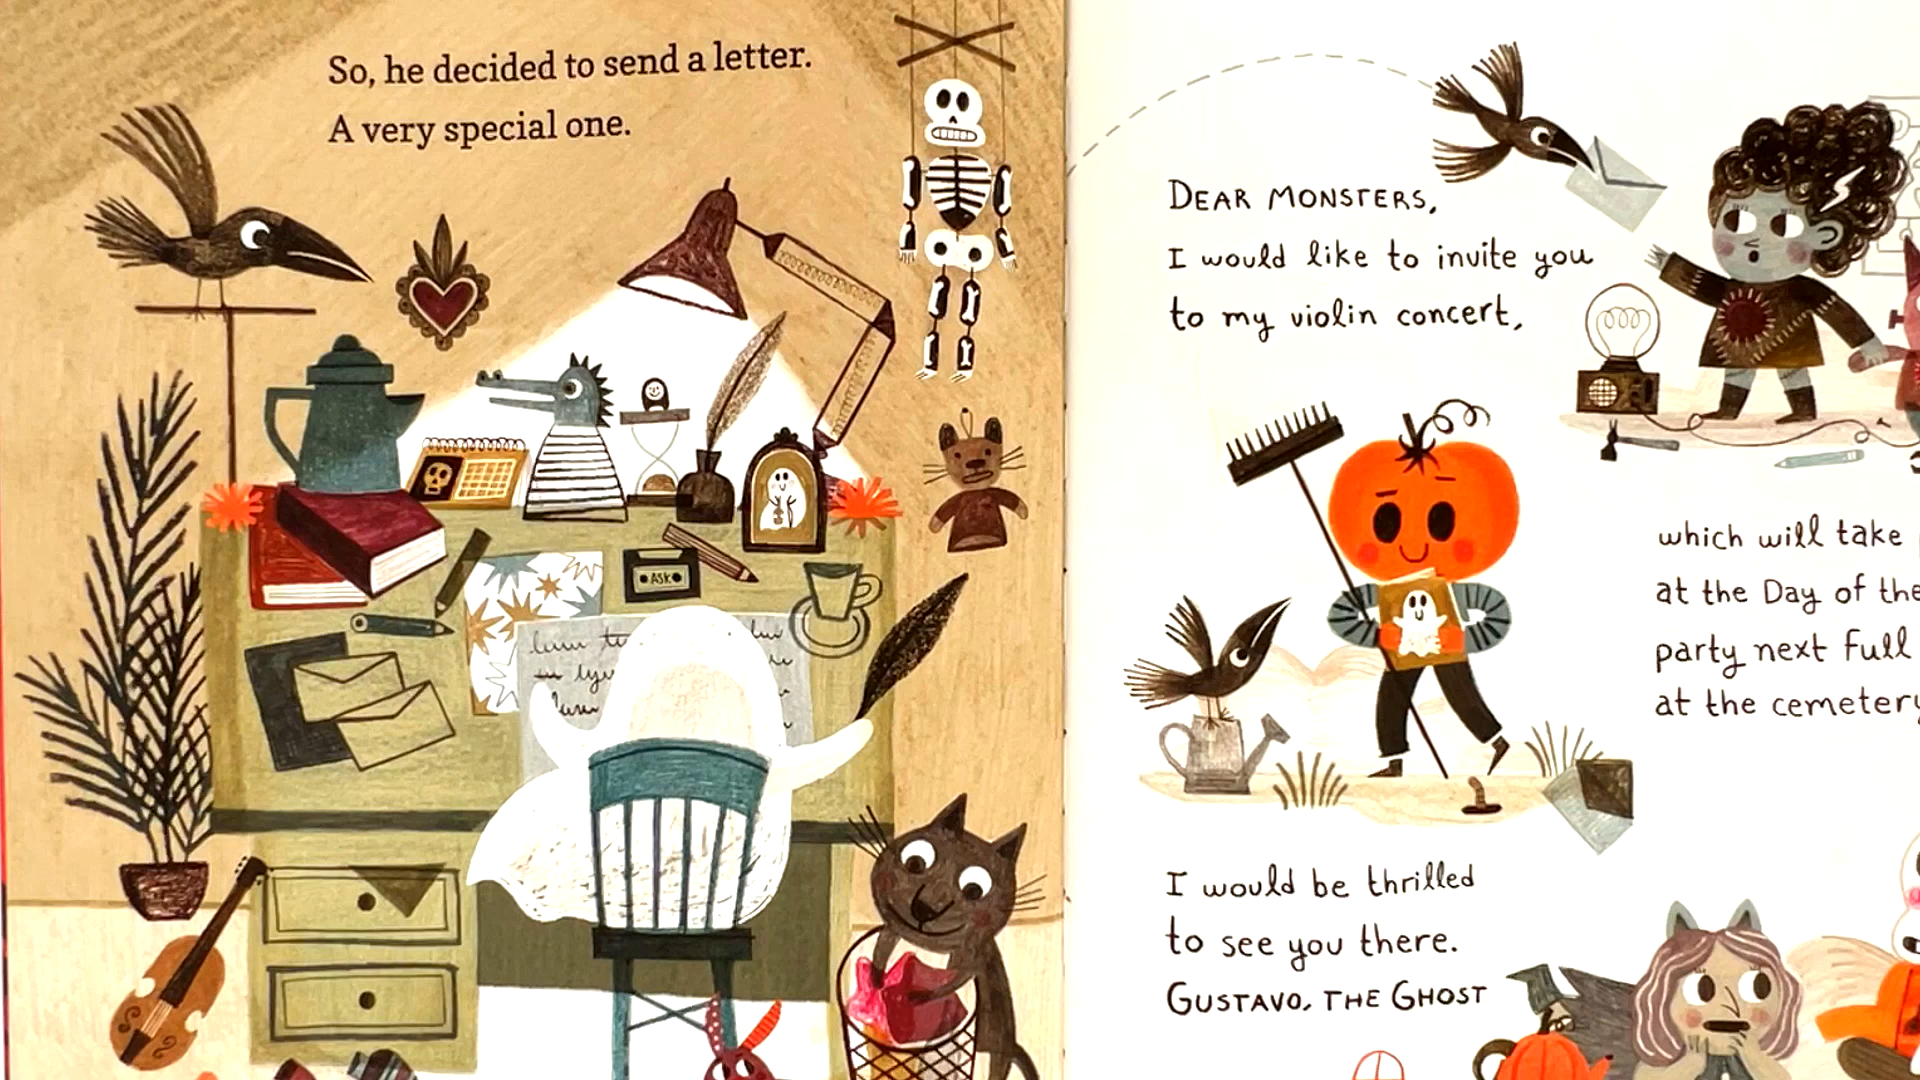 So, he decided to send a letter.
A very special one.
ASK
DEAR MONSTERS,
I would like to invite you
to my violin concert,
which will take
at the Day of the
party next Full
at the cemetery
I would be thrilled
to see you there.
GUSTAVO, THE GHOST